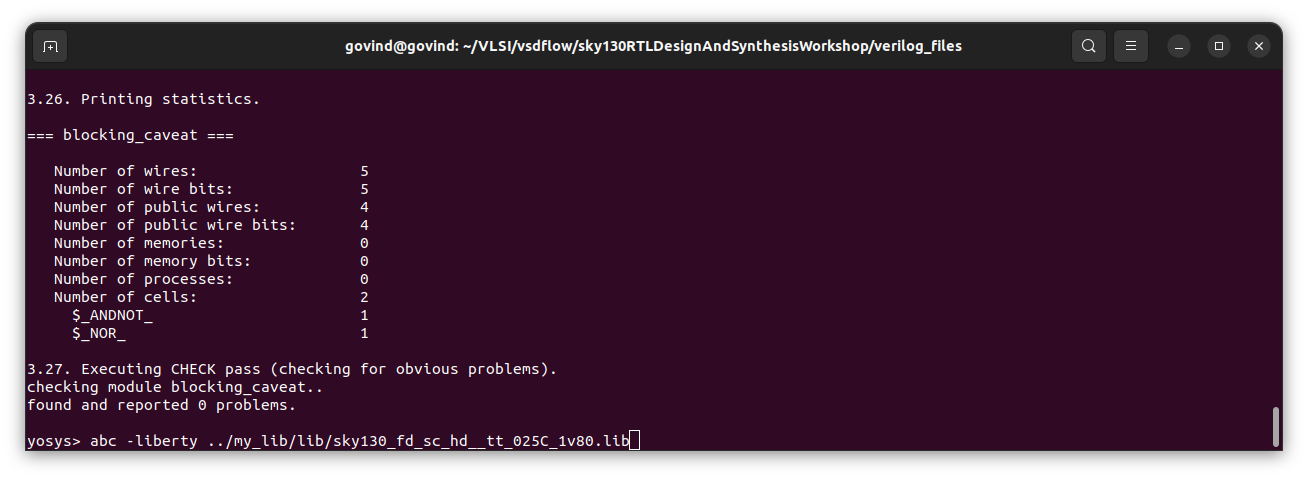 govind@govind: ~/VLSI/vsdflow/sky130RTLDesignAndSynthesisWorkshop/verilog_files
3.26. Printing statistics.
=== blocking_caveat ===
Number of wires: 5
Number of wire bits: 5
Number of public wires: 4
Number of public wire bits: 4
Number of memories: 0
Number of memory bits: 0
Number of processes: 0
Number of cells: 2
$_ANDNOT_ 1
$_NOR_ 1
3.27. Executing CHECK pass (checking for obvious problems).
checking module blocking_caveat..
found and reported 0 problems.
yosys> abc -liberty ../my_lib/lib/sky130_fd_sc_hd__tt_025C_1v80.lib